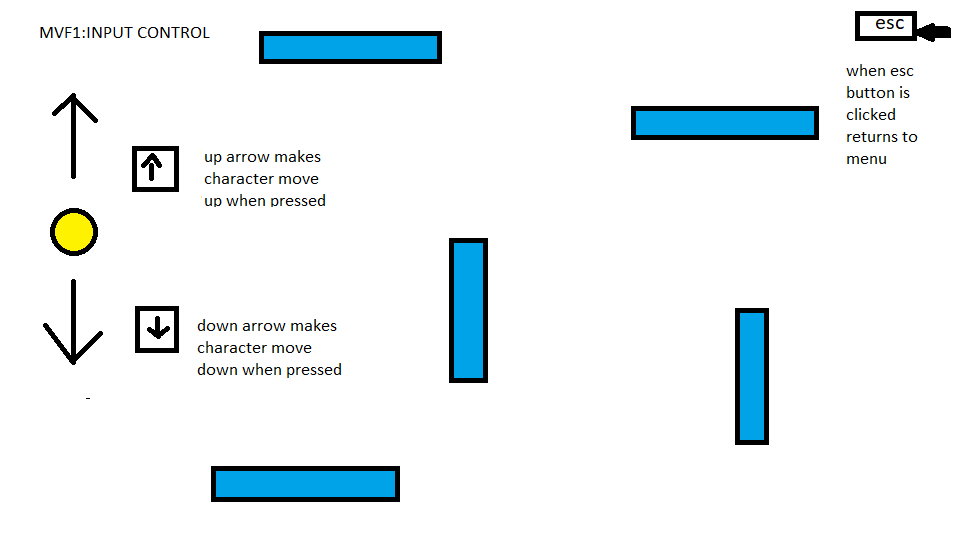 MVF1:INPUT CONTROL
esc
when esc
button is
clicked
returns to
menu
up arrow makes
character move
up when pressed
down arrow makes
character move
down when pressed
-